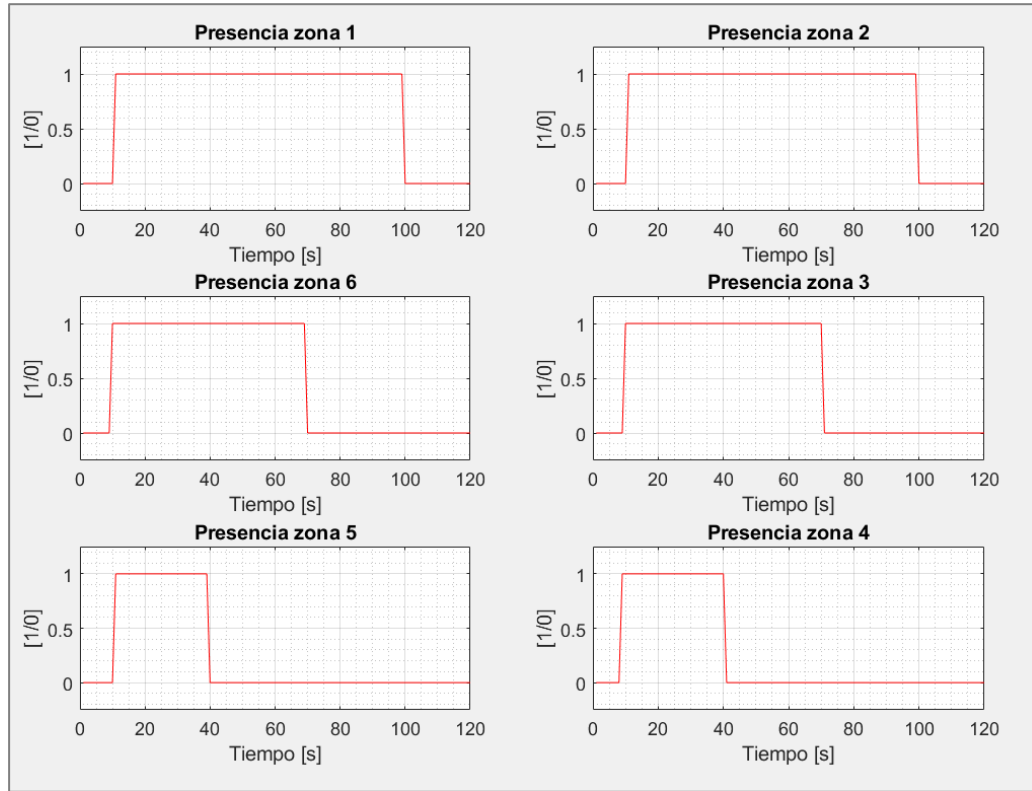 Presencia zona 1
[1/0]
1
0.5
0
0 20 40 60 80 100 120
Tiempo [s]
Presencia zona 2
[1/0]
1
0.5
0
0 20 40 60 80 100 120
Tiempo [s]
Presencia zona 6
[1/0]
1
0.5
0
0 20 40 60 80 100 120
Tiempo [s]
Presencia zona 3
[1/0]
1
0.5
0
0 20 40 60 80 100 120
Tiempo [s]
Presencia zona 5
[1/0]
1
0.5
0
0 20 40 60 80 100 120
Tiempo [s]
Presencia zona 4
[1/0]
1
0.5
0
0 20 40 60 80 100 120
Tiempo [s]